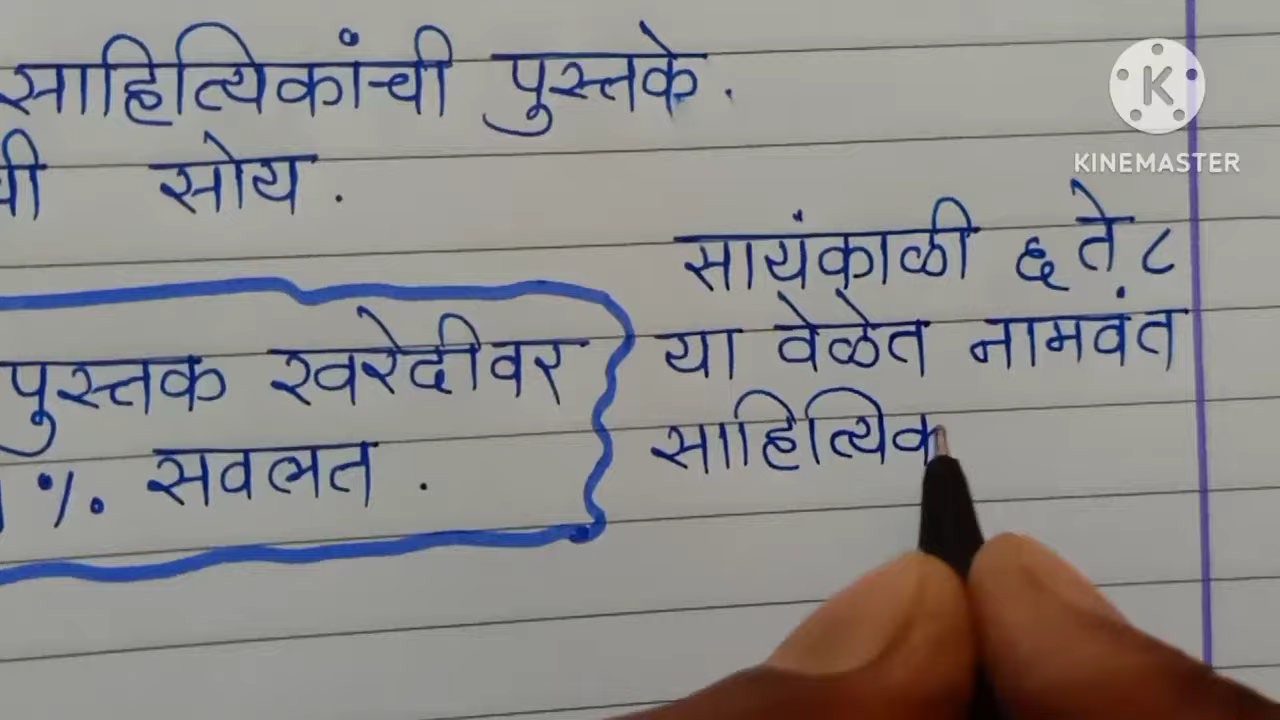 साहित्यिकांची पुस्तके.
सोय.
पुस्तक खरेदीवर
% सवलत.
सायंकाळी ६ ते ८
या वेळेत नामवंत
साहित्यिक
K
KINEMASTER